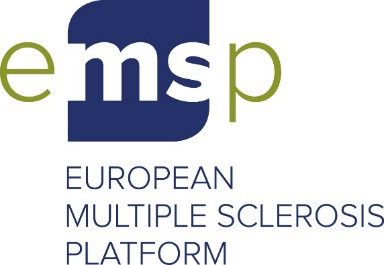 emsp
EUROPEAN
MULTIPLE SCLEROSIS
PLATFORM